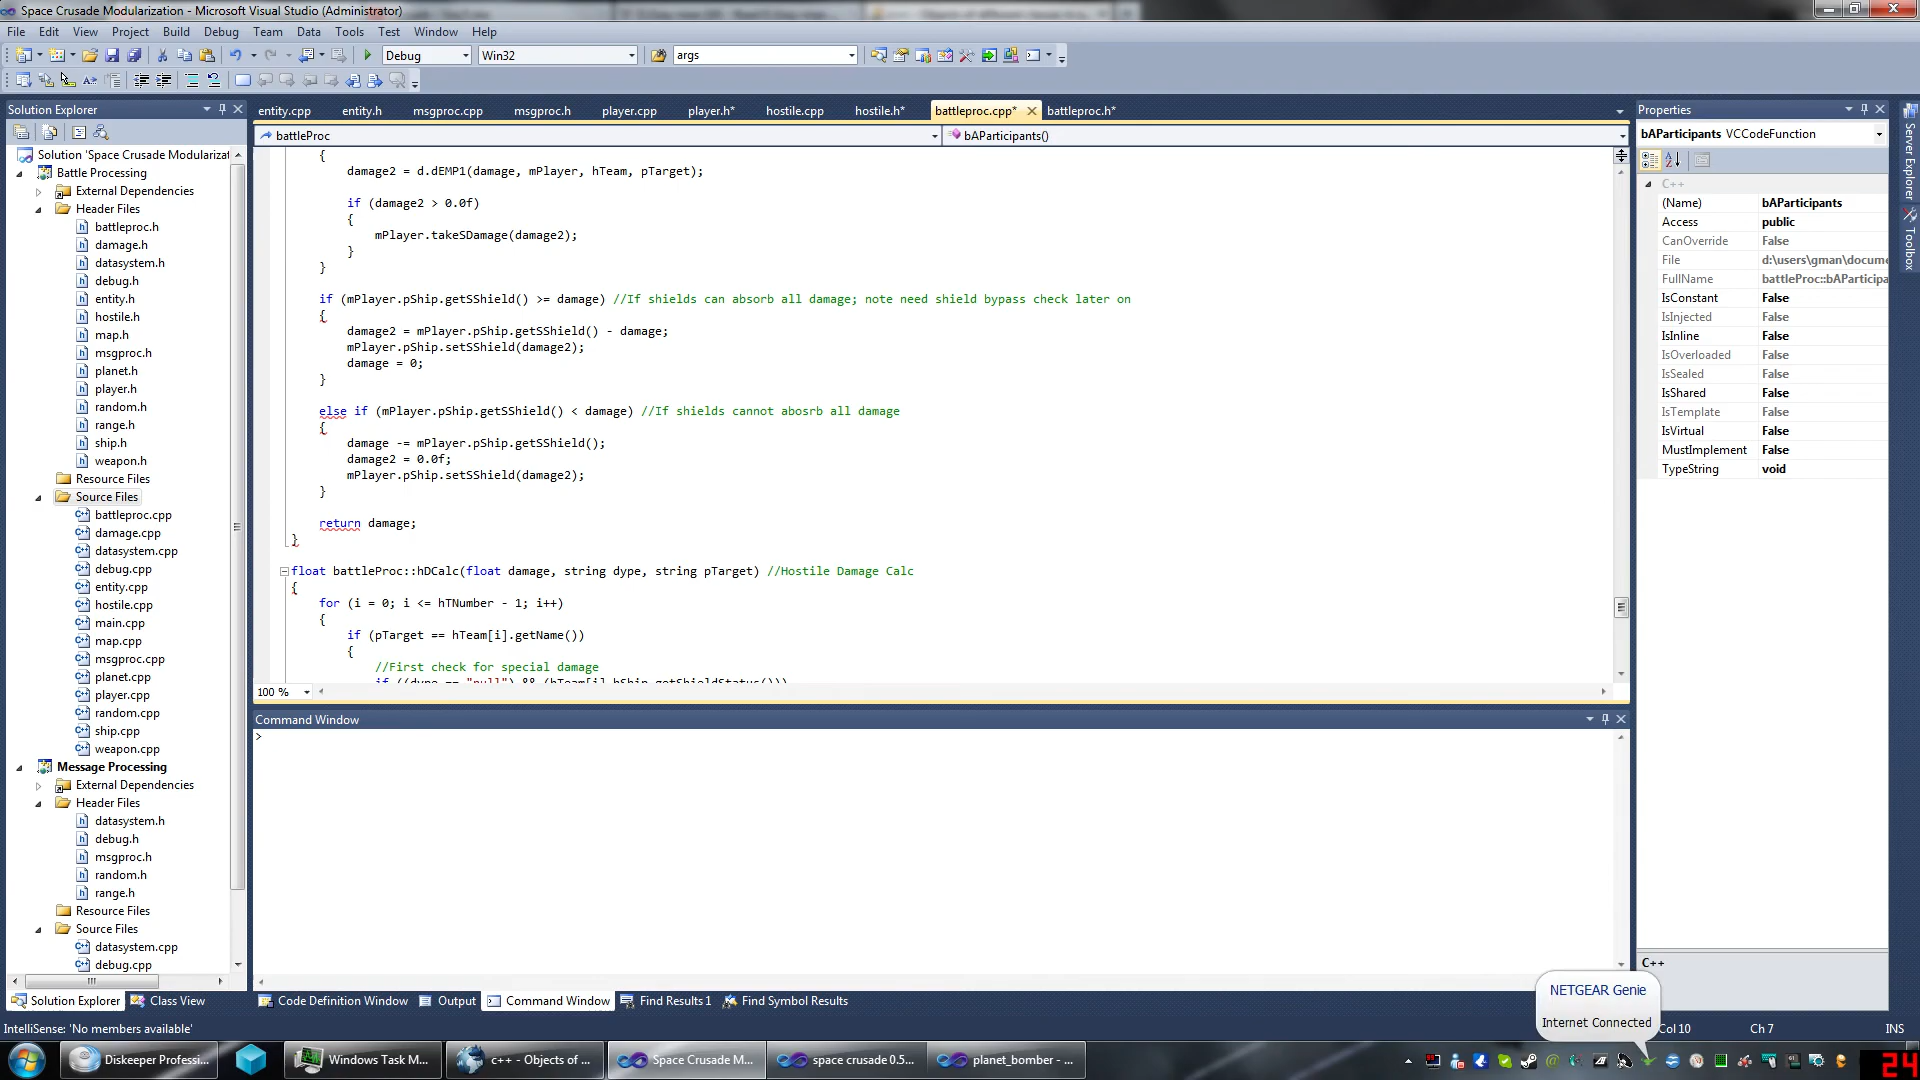 Space Crusade Modularization - Microsoft Visual Studio (Administrator)
File Edit View Project Build Debug Team Data Tools Test Window Help
Debug Win32 args
Solution Explorer
entity.cpp entity.h msgproc.cpp msgproc.h player.cpp player.h* hostile.cpp hostile.h* battleproc.cpp* battleproc.h*
battleProc bAParticipants()
Solution 'Space Crusade Modularizat
Battle Processing
External Dependencies
Header Files
battleproc.h
damage.h
datasystem.h
debug.h
entity.h
hostile.h
map.h
msgproc.h
planet.h
player.h
random.h
range.h
ship.h
weapon.h
Resource Files
Source Files
battleproc.cpp
damage.cpp
datasystem.cpp
debug.cpp
entity.cpp
hostile.cpp
main.cpp
map.cpp
msgproc.cpp
planet.cpp
player.cpp
random.cpp
ship.cpp
weapon.cpp
Message Processing
External Dependencies
Header Files
datasystem.h
debug.h
msgproc.h
random.h
range.h
Resource Files
Source Files
datasystem.cpp
debug.cpp
Solution Explorer Class View
{
damage2 = d.dEMP1(damage, mPlayer, hTeam, pTarget);
if (damage2 > 0.0f)
{
mPlayer.takeSDamage(damage2);
}
}
if (mPlayer.pShip.getSShield() >= damage) //If shields can absorb all damage; note need shield bypass check later on
{
damage2 = mPlayer.pShip.getSShield() - damage;
mPlayer.pShip.setSShield(damage2);
damage = 0;
}
else if (mPlayer.pShip.getSShield() < damage) //If shields cannot abosrb all damage
{
damage -= mPlayer.pShip.getSShield();
damage2 = 0.0f;
mPlayer.pShip.setSShield(damage2);
}
return damage;
}
float battleProc::hDCalc(float damage, string dype, string pTarget) //Hostile Damage Calc
{
for (i = 0; i <= hTNumber - 1; i++)
{
if (pTarget == hTeam[i].getName())
{
//First check for special damage
if ((dype == "null") && (hTeam[i].hShip.getShieldStatus()))
100 %
Command Window
>
Code Definition Window Output Command Window Find Results 1 Find Symbol Results
Properties
bAParticipants VCCodeFunction
C++
(Name) bAParticipants
Access public
CanOverride False
File d:\users\gman\docume
FullName battleProc::bAParticipa
IsConstant False
IsInjected False
IsInline False
IsOverloaded False
IsSealed False
IsShared False
IsTemplate False
IsVirtual False
MustImplement False
TypeString void
C++
Server Explorer
Toolbox
NETGEAR Genie
Internet Connected
IntelliSense: 'No members available'
Col 10 Ch 7 INS
Diskeeper Professi... Windows Task M... c++ - Objects of ... Space Crusade M... space crusade 0.5... planet_bomber - ...
24